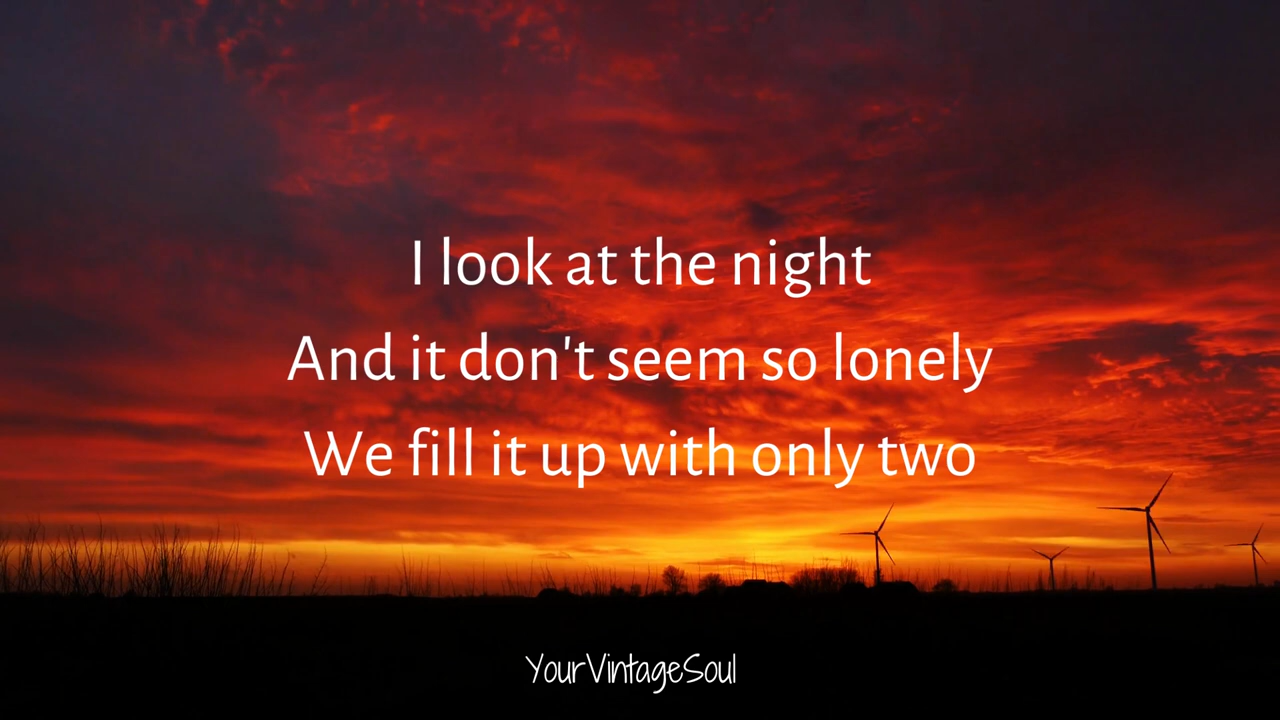 I look at the night
And it don't seem so lonely
We fill it up with only two
YourVintageSoul